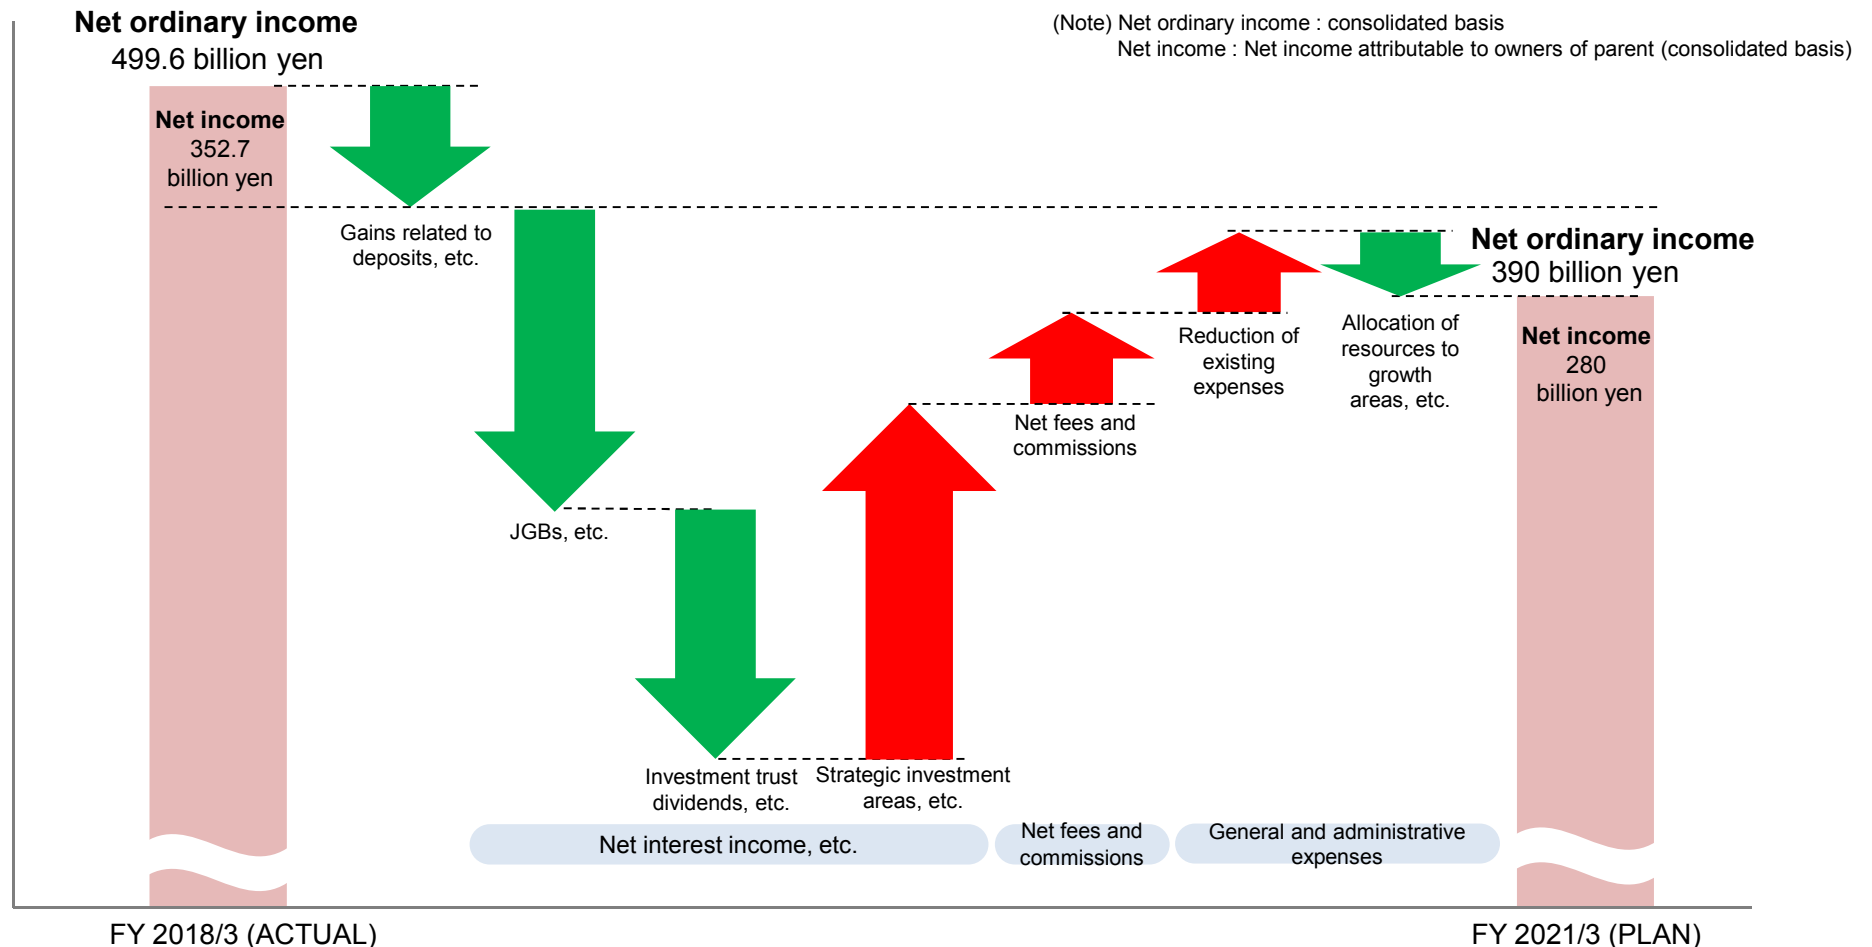 Net ordinary income
499.6 billion yen
(Note) Net ordinary income : consolidated basis
Net income : Net income attributable to owners of parent (consolidated basis)
Net income
352.7
billion yen
Gains related to
deposits, etc.
JGBs, etc.
Investment trust
dividends, etc.
Strategic investment
areas, etc.
Net fees and
commissions
Reduction of
existing
expenses
Allocation of
resources to
growth
areas, etc.
Net ordinary income
390 billion yen
Net income
280
billion yen
Net interest income, etc.
Net fees and
commissions
General and administrative
expenses
FY 2018/3 (ACTUAL)
FY 2021/3 (PLAN)